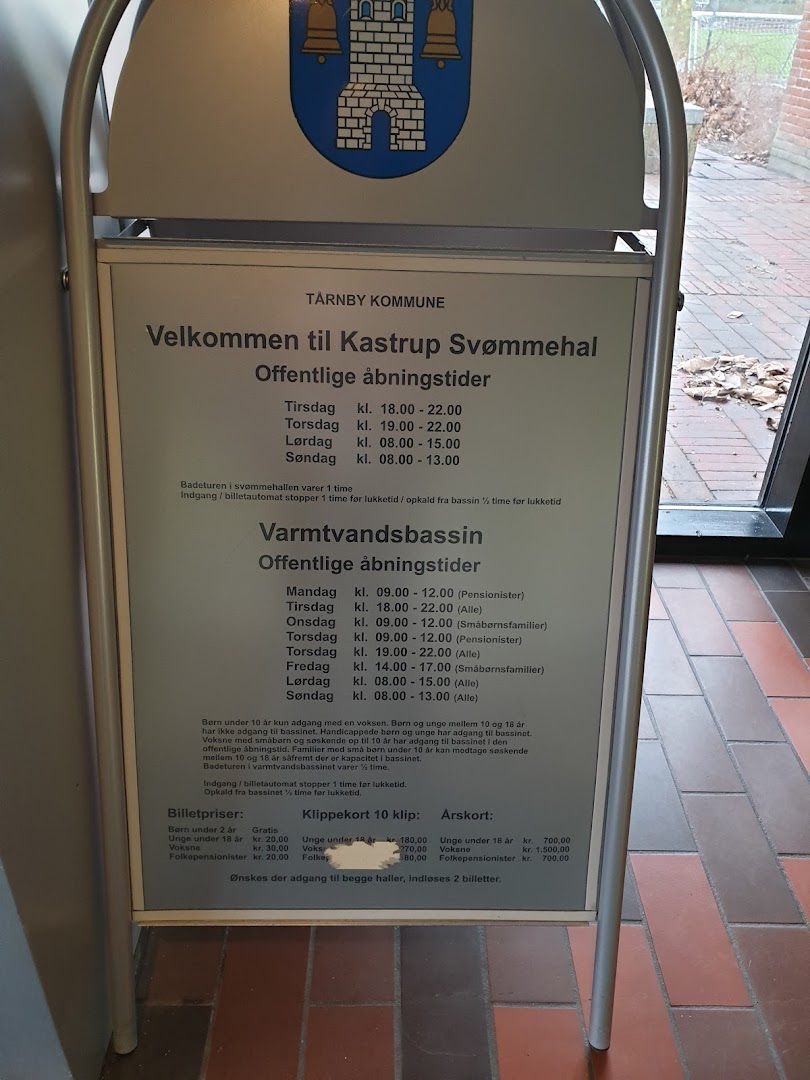 TÅRNBY KOMMUNE
Velkommen til Kastrup Svømmehal
Offentlige åbningstider
Tirsdag kl. 18.00 - 22.00
Torsdag kl. 19.00 - 22.00
Lørdag kl. 08.00 - 15.00
Søndag kl. 08.00 - 13.00
Badeturen i svømmehallen varer 1 time
Indgang / billetautomat stopper 1 time før lukketid / opkald fra bassin ½ time før lukketid
Varmtvandsbassin
Offentlige åbningstider
Mandag kl. 09.00 - 12.00 (Pensionister)
Tirsdag kl. 18.00 - 22.00 (Alle)
Onsdag kl. 09.00 - 12.00 (Småbørnsfamilier)
Torsdag kl. 09.00 - 12.00 (Pensionister)
Torsdag kl. 19.00 - 22.00 (Alle)
Fredag kl. 14.00 - 17.00 (Småbørnsfamilier)
Lørdag kl. 08.00 - 15.00 (Alle)
Søndag kl. 08.00 - 13.00 (Alle)
Børn under 10 år kun adgang med en voksen. Børn og unge mellem 10 og 18 år
har ikke adgang til bassinet. Handicappede børn og unge har adgang til bassinet.
Voksne med småbørn og søskende op til 10 år har adgang til bassinet i den
offentlige åbningstid. Familier med små børn under 10 år kan medtage søskende
mellem 10 og 18 år såfremt der er kapacitet i bassinet.
Badeturen i varmtvandsbassinet varer ½ time.
Indgang / billetautomat stopper 1 time før lukketid.
Opkald fra bassinet ½ time før lukketid.
Billetpriser: Klippekort 10 klip: Årskort:
Børn under 2 år Gratis
Unge under 18 år kr. 20,00 Unge under 18 år kr. 180,00 Unge under 18 år kr. 700,00
Voksne kr. 30,00 Voksne kr. 1.500,00
Folkepensionister kr. 20,00 Folkepensionister kr. 700,00
Ønskes der adgang til begge haller, indløses 2 billetter.